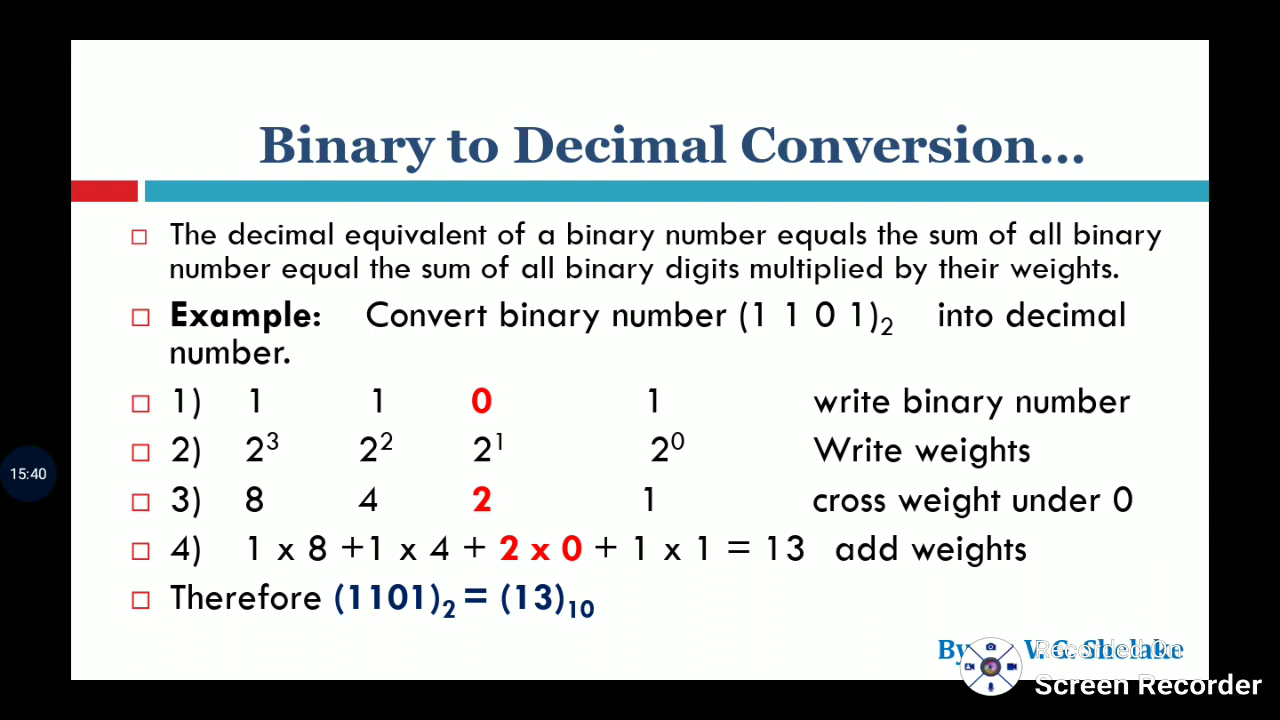 Binary to Decimal Conversion...
□ The decimal equivalent of a binary number equals the sum of all binary
number equal the sum of all binary digits multiplied by their weights.
□ Example: Convert binary number (1 1 0 1)₂ into decimal
number.
□ 1) 1 1 0 1 write binary number
□ 2) 2³ 2² 2¹ 2⁰ Write weights
□ 3) 8 4 2 1 cross weight under 0
□ 4) 1 x 8 +1 x 4 + 2 x 0 + 1 x 1 = 13 add weights
□ Therefore (1101)₂ = (13)₁₀
15:40
By
Recorded On
Screen Recorder